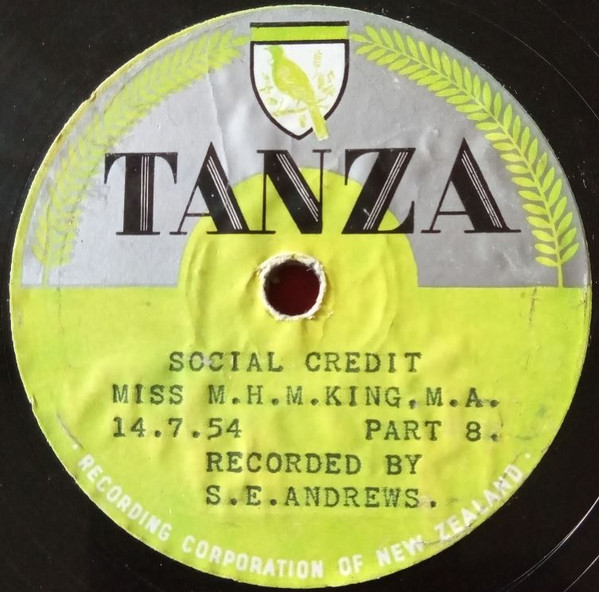 TANZA
SOCIAL CREDIT
MISS M.H.M.KING,M.A.
14.7.54 PART 8.
RECORDED BY
S.E.ANDREWS.
· RECORDING CORPORATION OF NEW ZEALAND ·